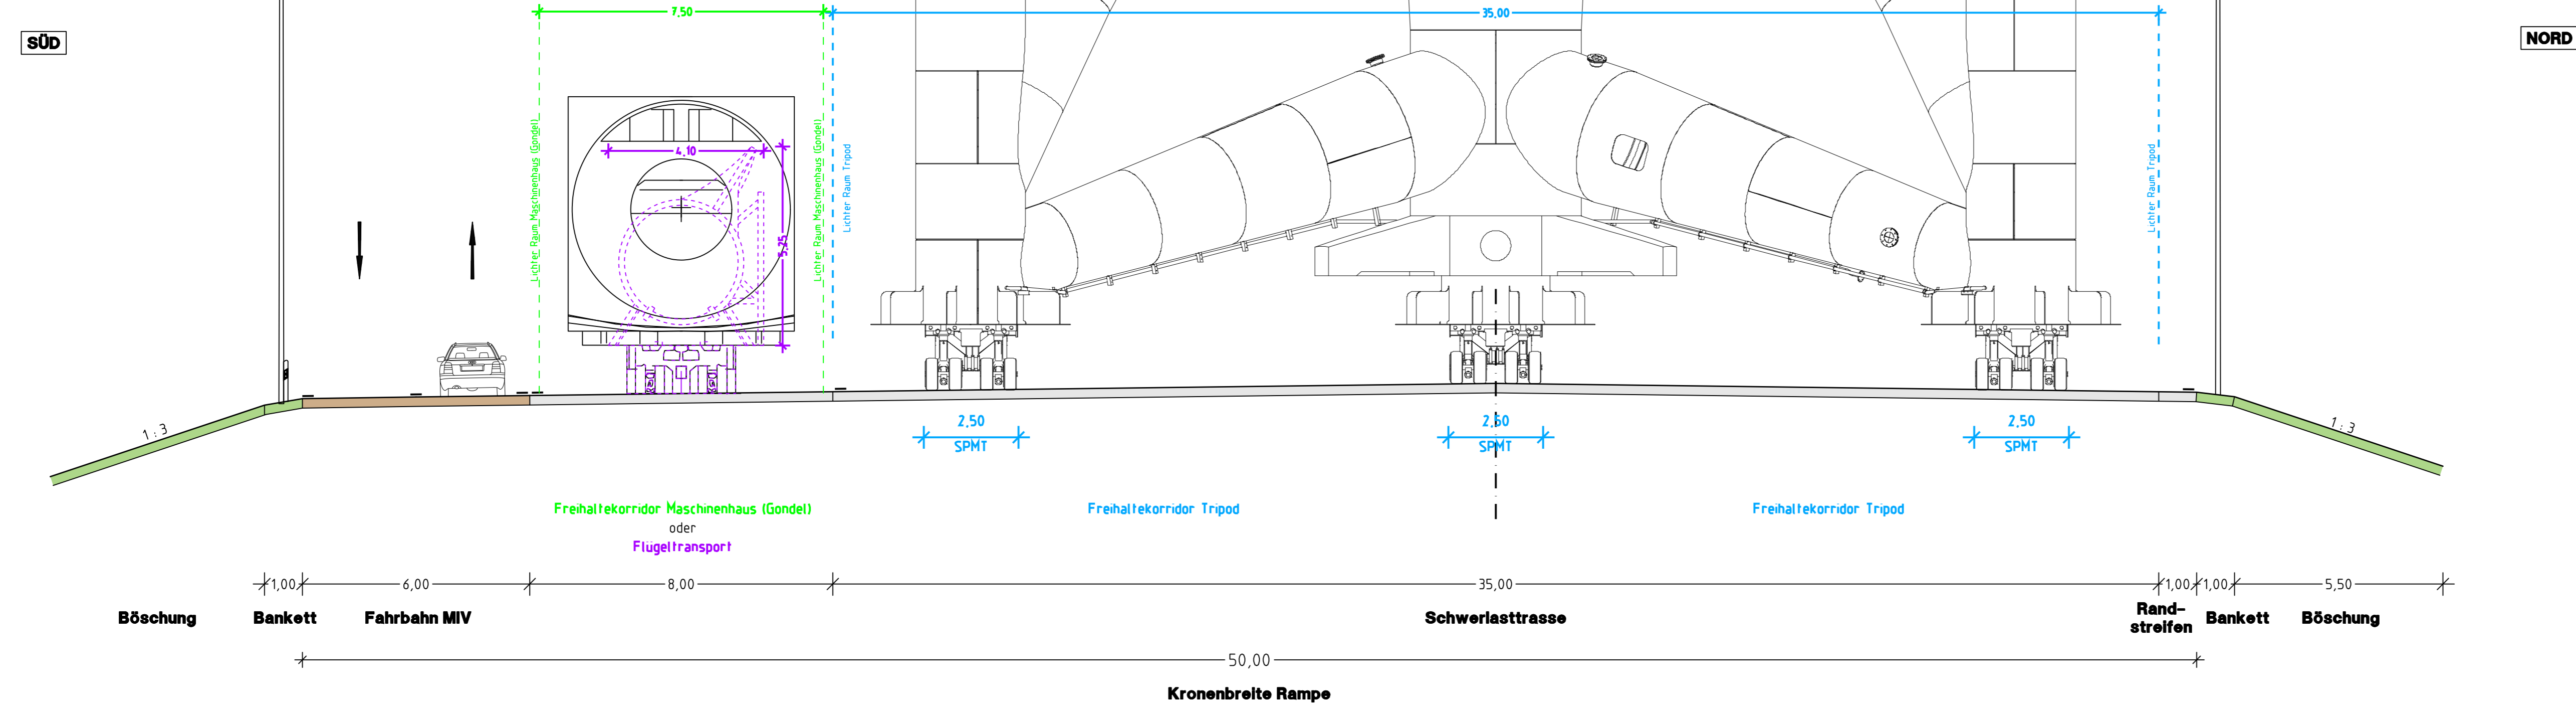 7,50
35,00
SÜD
NORD
Lichter Raum Maschinenhaus (Gondel)
Lichter Raum Maschinenhaus (Gondel)
Lichter Raum Tripod
Lichter Raum Tripod
4,10
5,25
1 : 3
1 : 3
2,50
SPMT
2,50
SPMT
2,50
SPMT
Freihaltekorridor Maschinenhaus (Gondel)
oder
Flügeltransport
Freihaltekorridor Tripod
Freihaltekorridor Tripod
1,00
6,00
8,00
35,00
1,00
1,00
5,50
Böschung
Bankett
Fahrbahn MIV
Schwerlasttrasse
Rand-
streifen
Bankett
Böschung
50,00
Kronenbreite Rampe